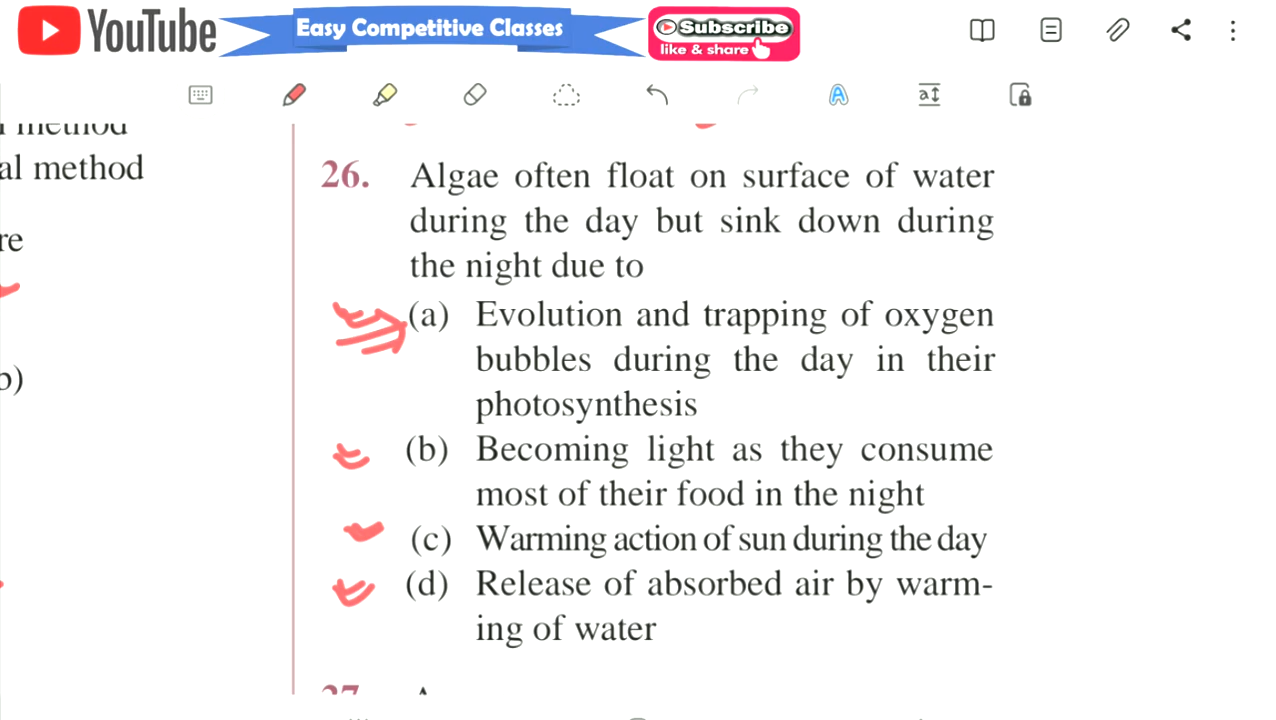 YouTube
Easy Competitive Classes
Subscribe
like & share
A
a
method
al method
re
b)
26. Algae often float on surface of water
during the day but sink down during
the night due to
(a) Evolution and trapping of oxygen
bubbles during the day in their
photosynthesis
(b) Becoming light as they consume
most of their food in the night
(c) Warming action of sun during the day
(d) Release of absorbed air by warm-
ing of water
27.